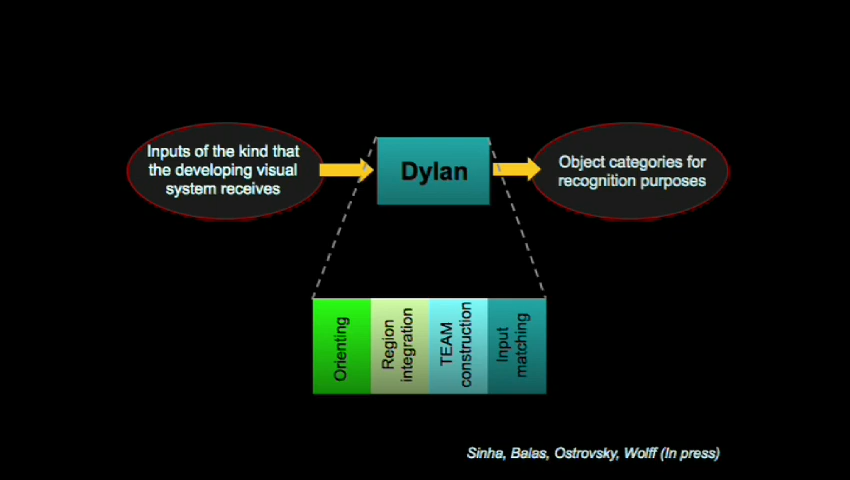 Inputs of the kind that
the developing visual
system receives
Dylan
Object categories for
recognition purposes
Orienting
Region
integration
TEAM
construction
Input
matching
Sinha, Balas, Ostrovsky, Wolff (In press)